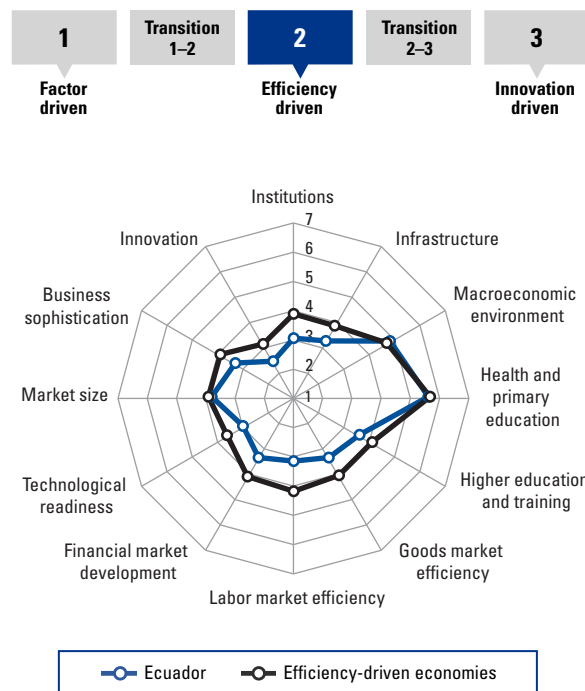 1
Transition
1–2
2
Transition
2–3
3
Factor
driven
Efficiency
driven
Innovation
driven
Institutions
7
6
5
4
3
2
1
Infrastructure
Macroeconomic
environment
Health and
primary
education
Higher education
and training
Goods market
efficiency
Labor market efficiency
Financial market
development
Technological
readiness
Market size
Business
sophistication
Innovation
Ecuador
Efficiency-driven economies